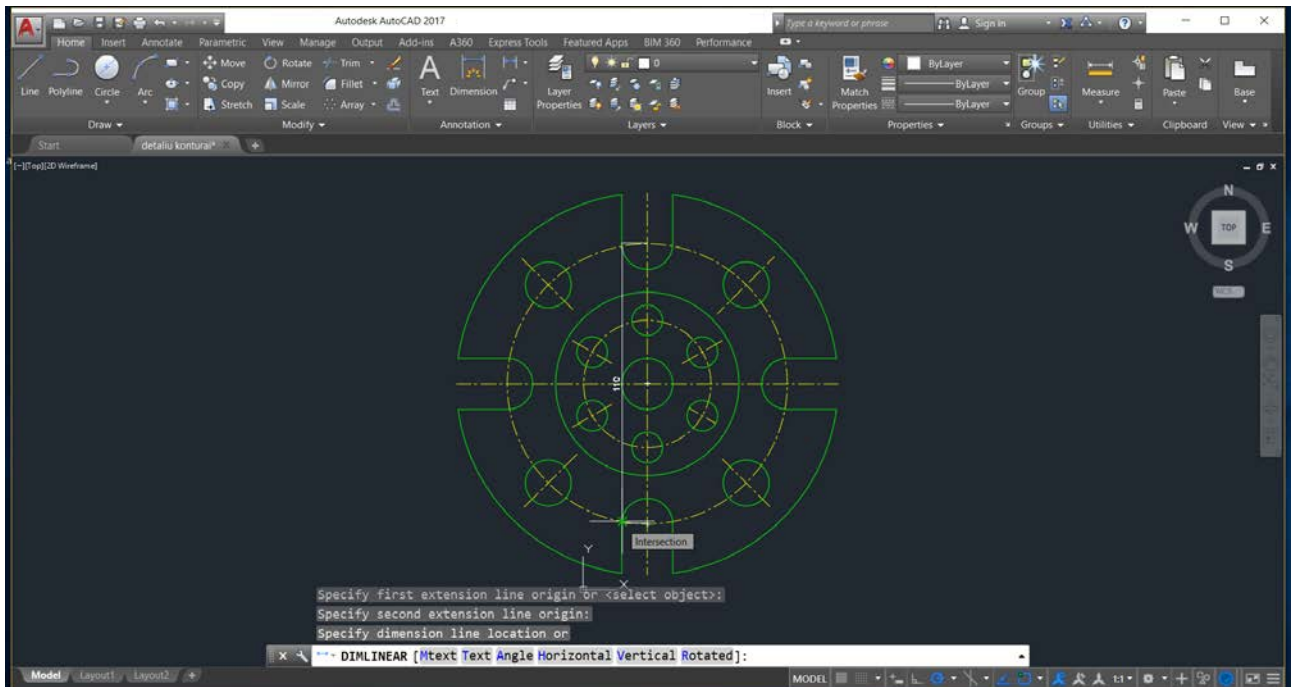 Autodesk AutoCAD 2017
Type a keyword or phrase
Sign In
Home Insert Annotate Parametric View Manage Output Add-ins A360 Express Tools Featured Apps BIM 360 Performance
Line Polyline Circle Arc
Move Rotate Trim
Copy Mirror Fillet
Stretch Scale Array
Text Dimension
Layer Properties
0
Insert
Match Properties
ByLayer
ByLayer
ByLayer
Group
Measure
Paste
Base
Draw Modify Annotation Layers Block Properties Groups Utilities Clipboard View
Start detaliu konturai* +
[−][Top][2D Wireframe]
N
W TOP E
S
WCS
110
Intersection
Y
X
Specify first extension line origin or <select object>:
Specify second extension line origin:
Specify dimension line location or
DIMLINEAR [Mtext Text Angle Horizontal Vertical Rotated]:
Model Layout1 Layout2 +
MODEL 1:1